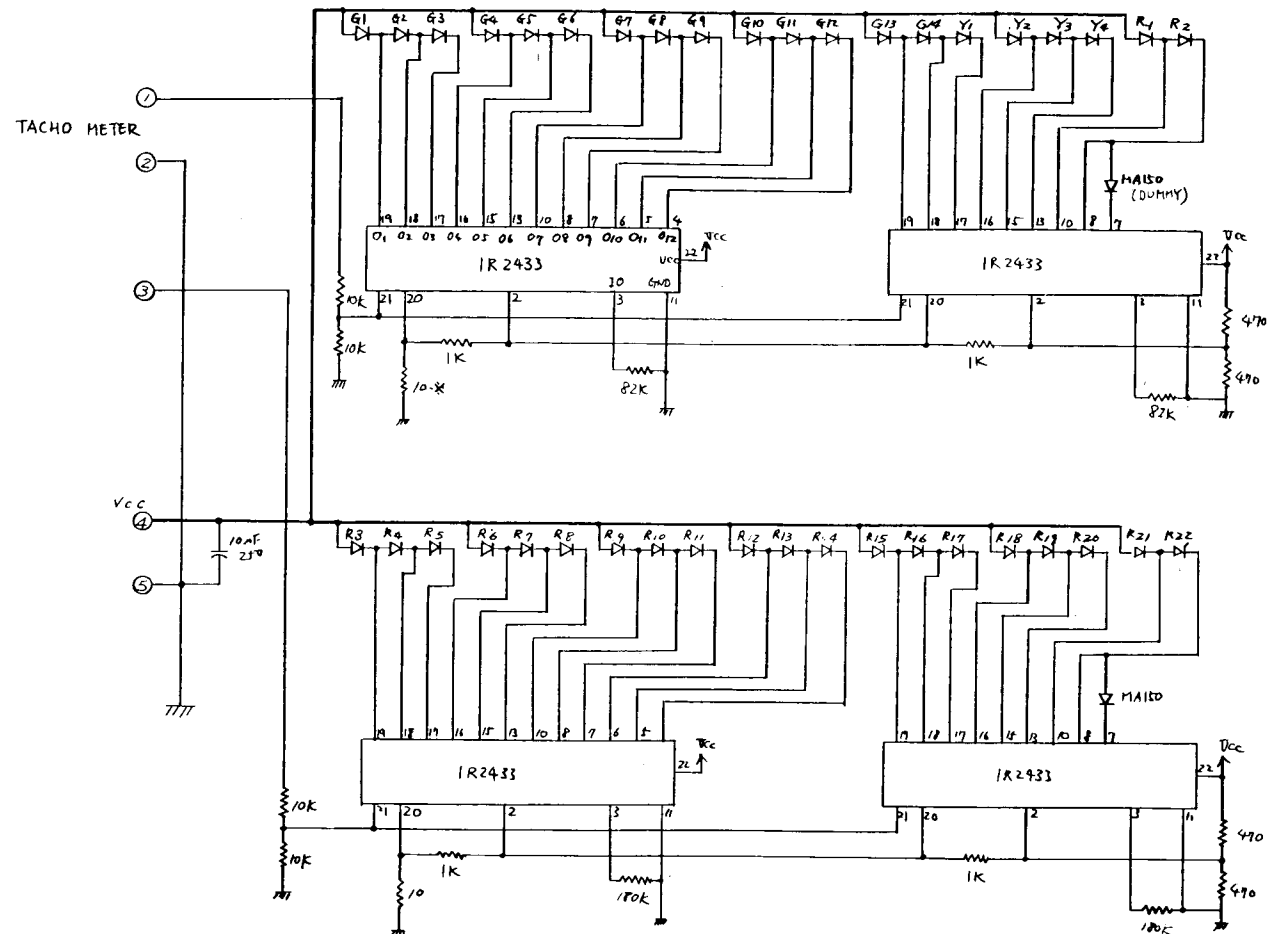 G1 G2 G3 G4 G5 G6 G7 G8 G9 G10 G11 G12 G13 G14 Y1 Y2 Y3 Y4 R1 R2
1
TACHO METER
2
MA150
(DUMMY)
19 18 17 16 15 13 10 8 7 6 5 4
O1 O2 O3 O4 O5 O6 O7 O8 O9 O10 O11 O12
IR2433
VCC
22
Vcc
IO
GND
21 20 2 3 11
19 18 17 16 15 13 10 8 7
IR2433
22
Vcc
21 20 2 3 11
3
10K
10K
1K
10
82K
1K
82K
470
470
Vcc
4
10
5
R3 R4 R5 R6 R7 R8 R9 R10 R11 R12 R13 R14 R15 R16 R17 R18 R19 R20 R21 R22
MA150
19 18 17 16 15 13 10 8 7 6 5
IR2433
22
Vcc
21 20 2 3 11
19 18 17 16 15 13 10 8 7
IR2433
22
Vcc
21 20 2 3 11
10K
10K
1K
10
180K
1K
180K
470
470